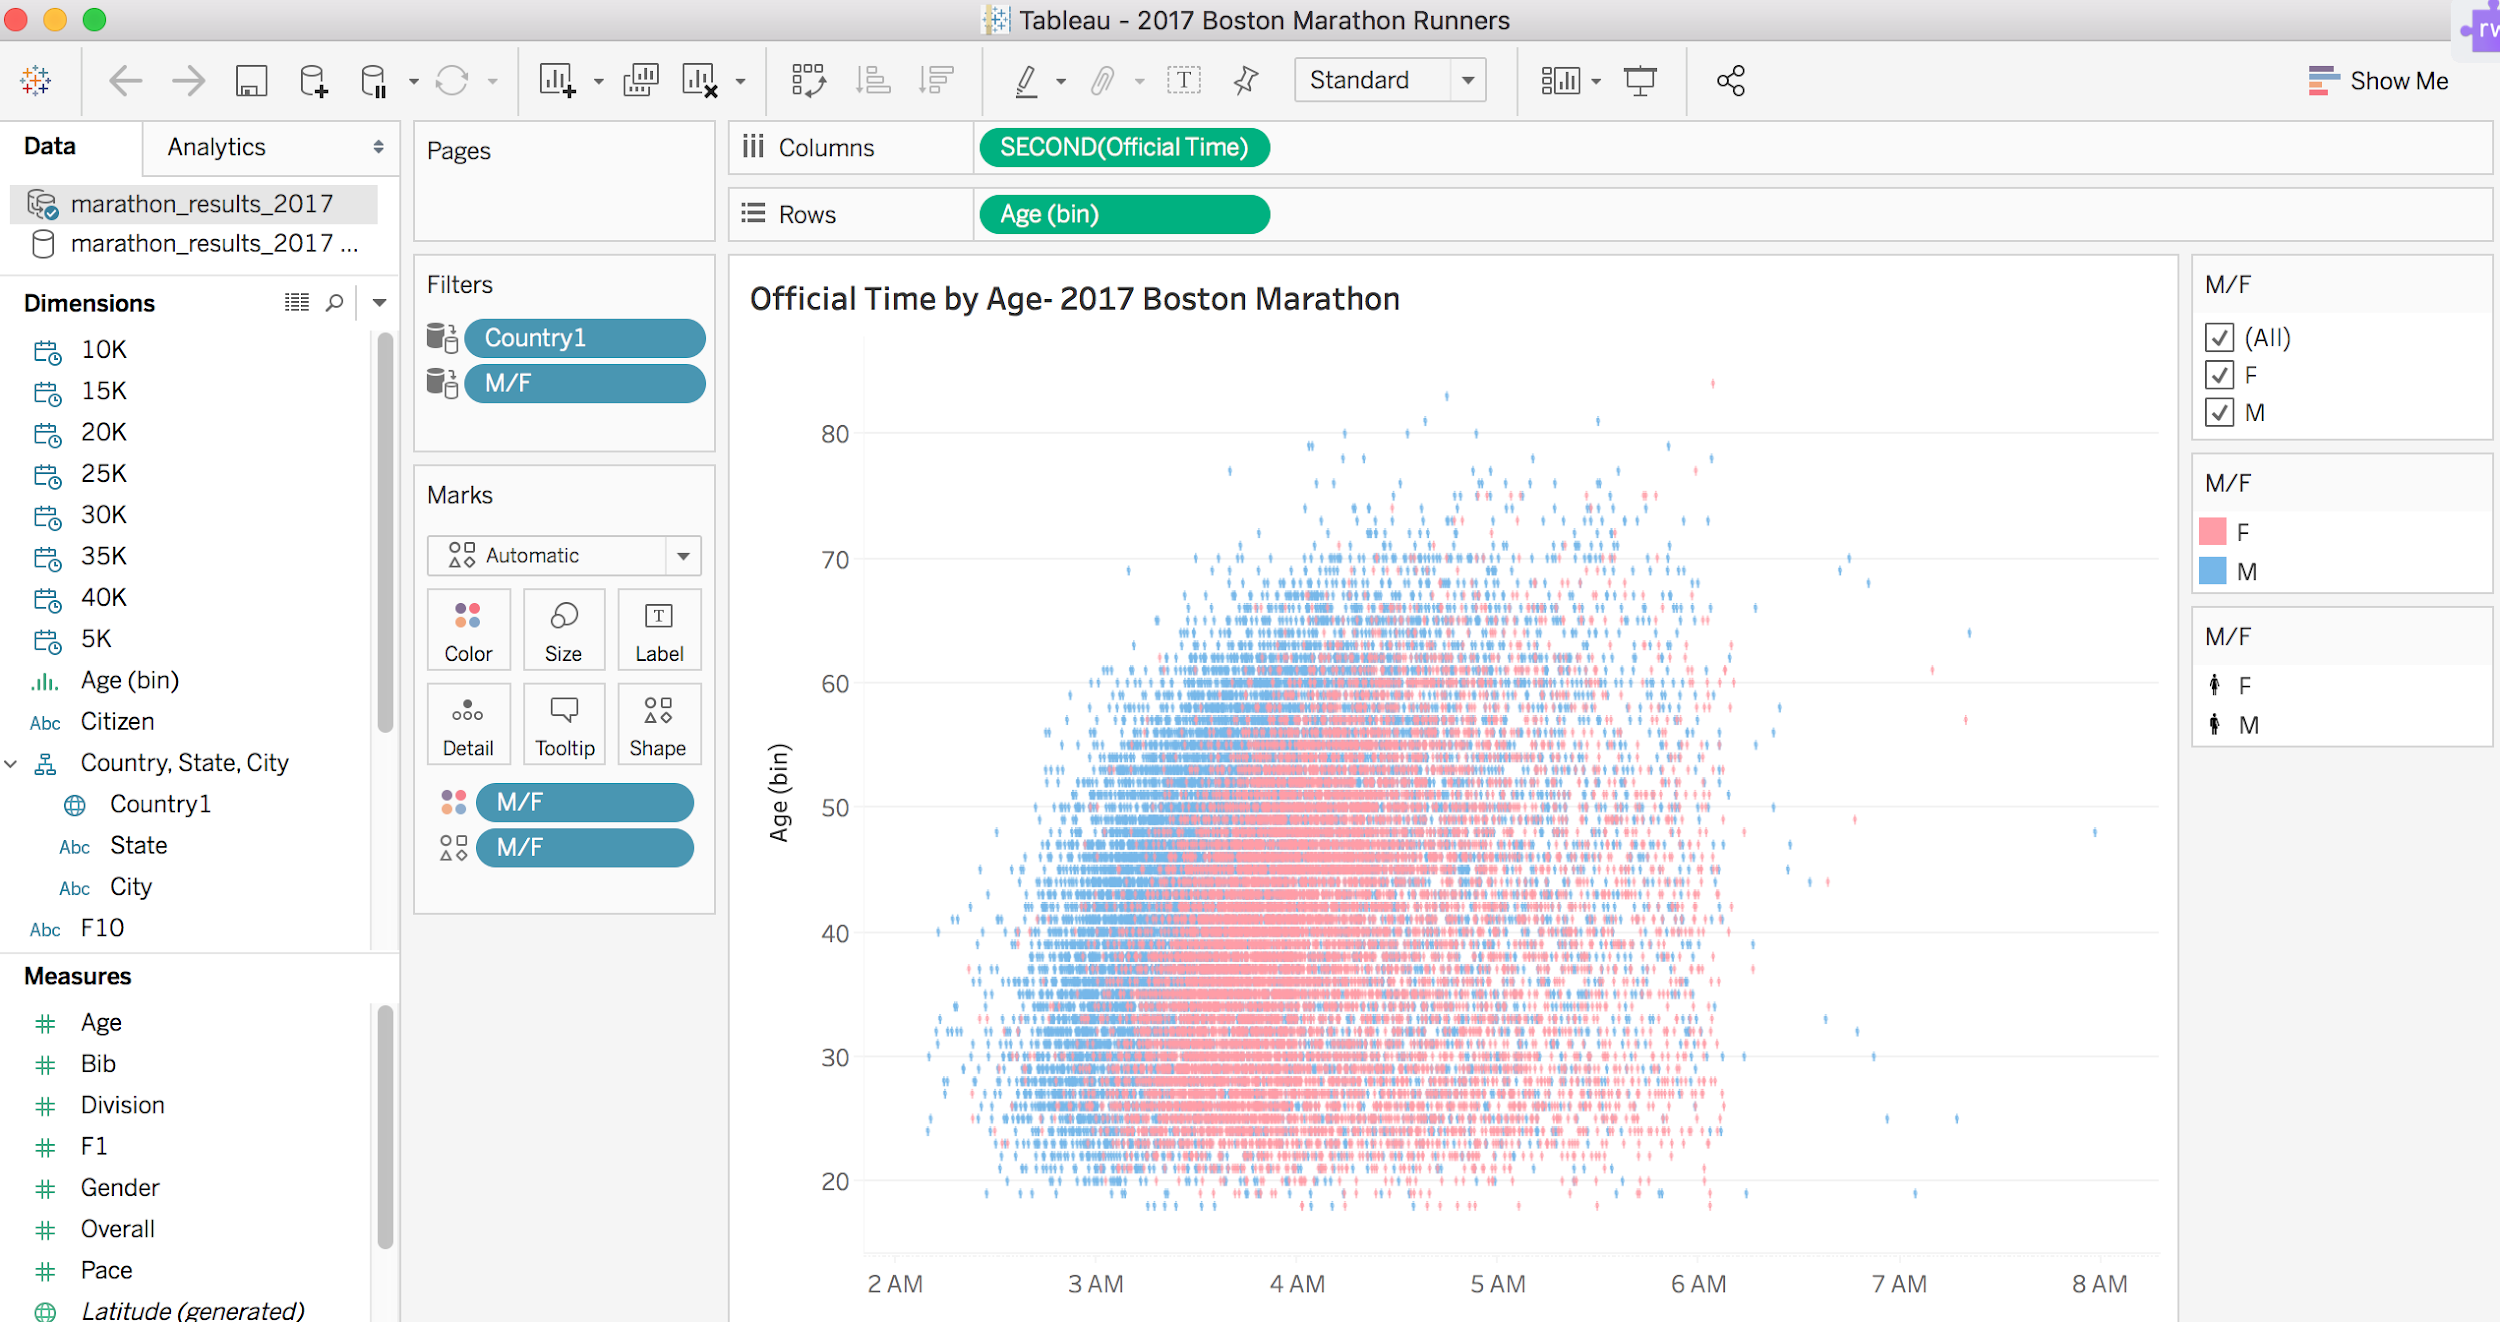 Tableau - 2017 Boston Marathon Runners
Standard
Show Me
Data
Analytics
marathon_results_2017
marathon_results_2017 ...
Dimensions
10K
15K
20K
25K
30K
35K
40K
5K
Age (bin)
Abc Citizen
Country, State, City
Country1
Abc State
Abc City
Abc F10
Measures
Age
Bib
Division
F1
Gender
Overall
Pace
Latitude (generated)
Pages
Filters
Country1
M/F
Marks
Automatic
Color
Size
T
Label
Detail
Tooltip
Shape
M/F
M/F
Columns
SECOND(Official Time)
Rows
Age (bin)
Official Time by Age- 2017 Boston Marathon
Age (bin)
80
70
60
50
40
30
20
2 AM
3 AM
4 AM
5 AM
6 AM
7 AM
8 AM
M/F
(All)
F
M
M/F
F
M
M/F
F
M